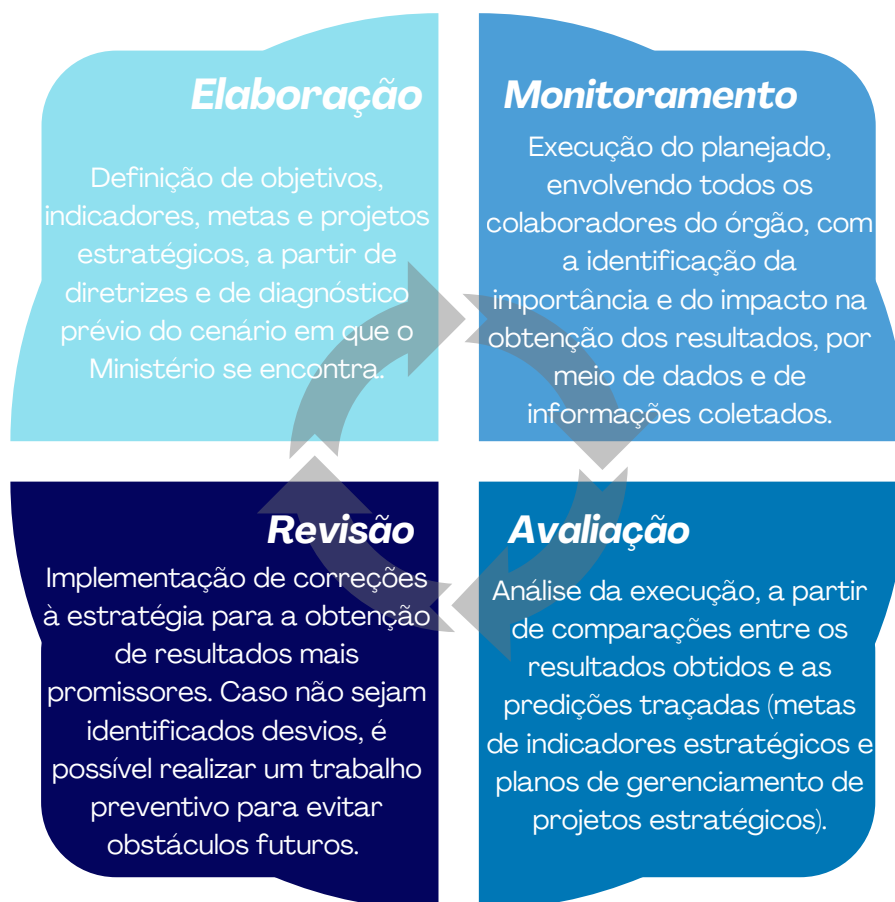 Elaboração
Definição de objetivos,
indicadores, metas e projetos
estratégicos, a partir de
diretrizes e de diagnóstico
prévio do cenário em que o
Ministério se encontra.
Monitoramento
Execução do planejado,
envolvendo todos os
colaboradores do órgão, com
a identificação da
importância e do impacto na
obtenção dos resultados, por
meio de dados e de
informações coletados.
Revisão
Implementação de correções
à estratégia para a obtenção
de resultados mais
promissores. Caso não sejam
identificados desvios, é
possível realizar um trabalho
preventivo para evitar
obstáculos futuros.
Avaliação
Análise da execução, a partir
de comparações entre os
resultados obtidos e as
predições traçadas (metas
de indicadores estratégicos e
planos de gerenciamento de
projetos estratégicos).